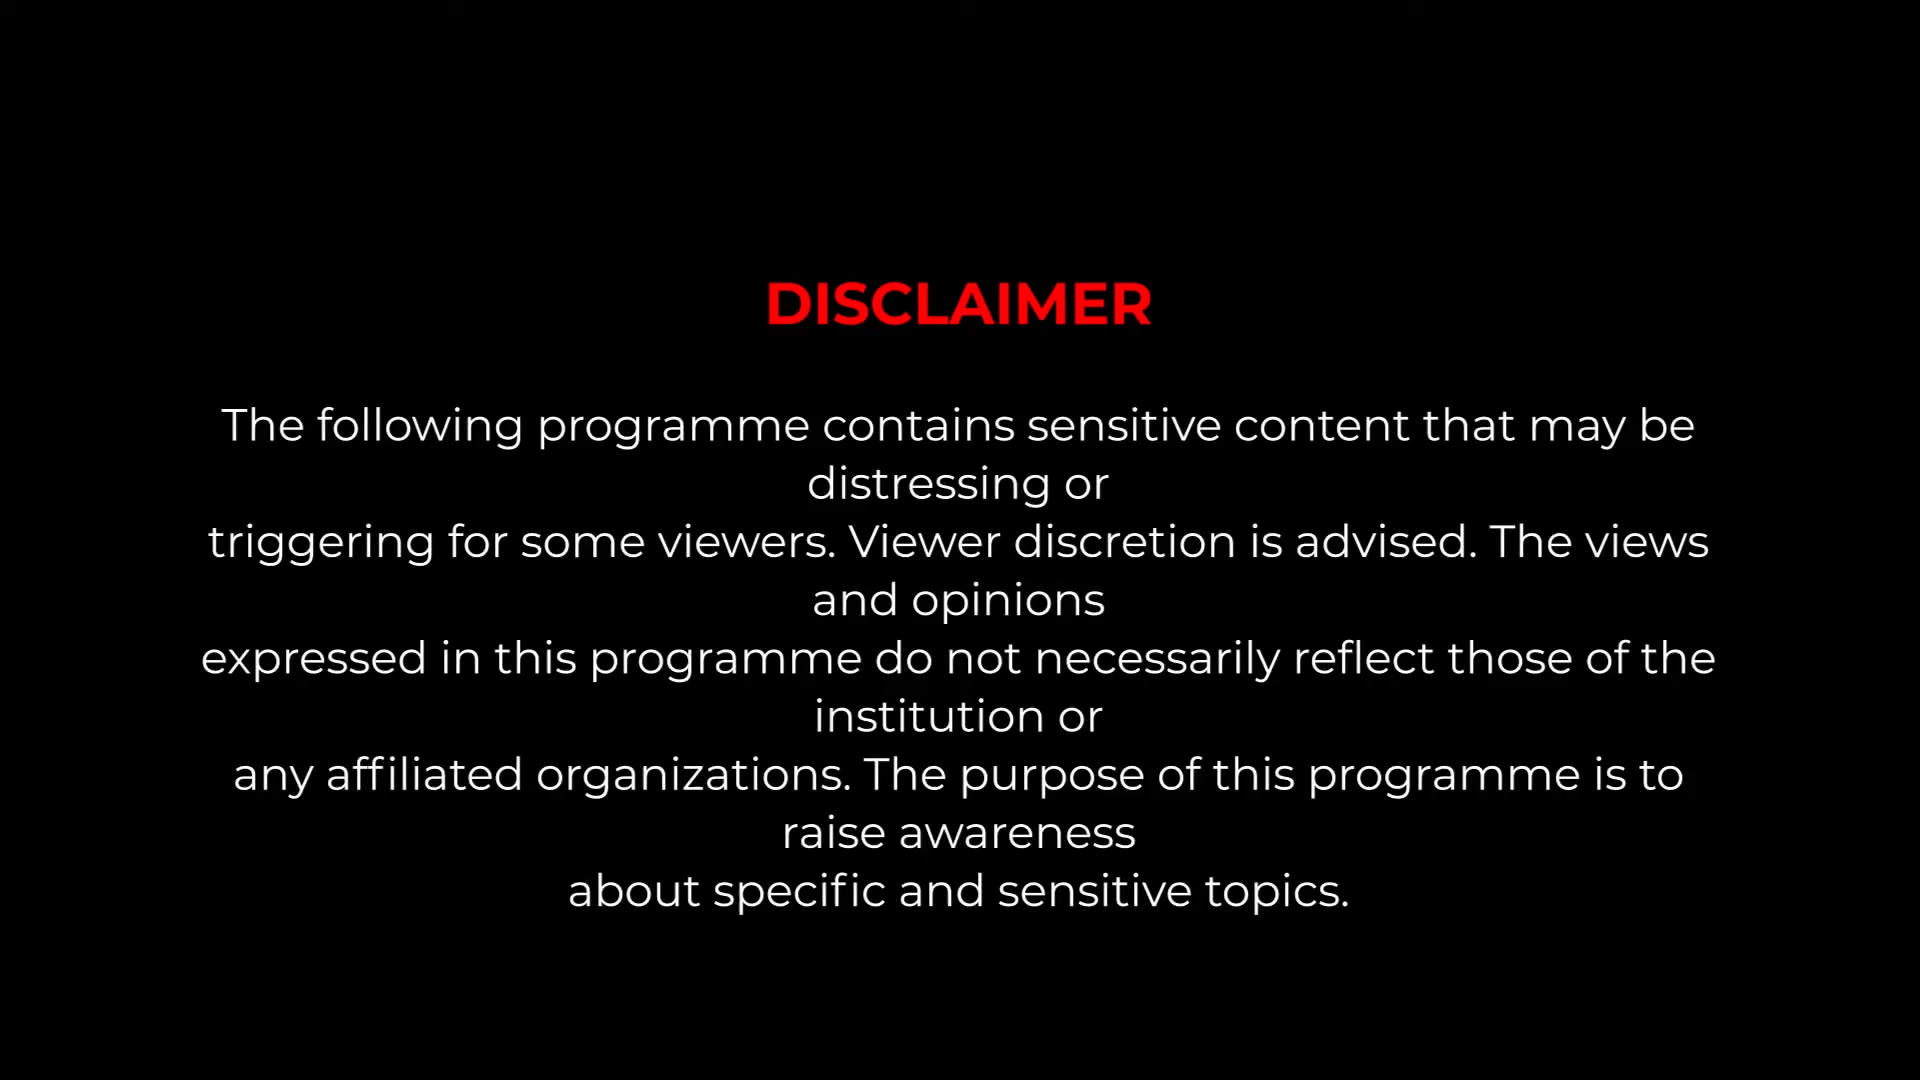 DISCLAIMER
The following programme contains sensitive content that may be
distressing or
triggering for some viewers. Viewer discretion is advised. The views
and opinions
expressed in this programme do not necessarily reflect those of the
institution or
any affiliated organizations. The purpose of this programme is to
raise awareness
about specific and sensitive topics.